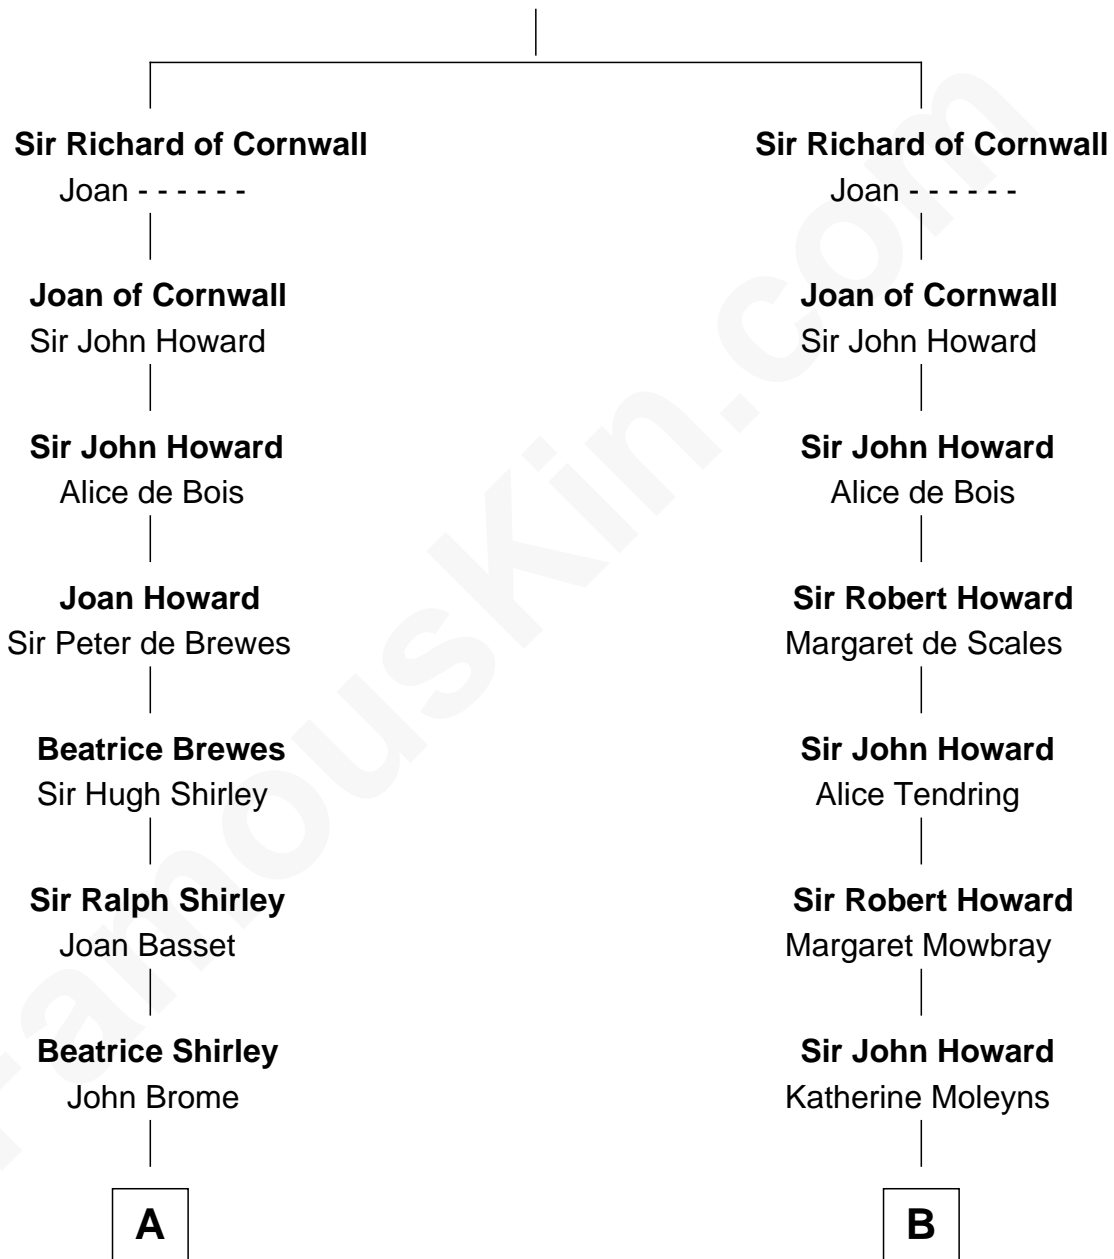 Sir Richard of Cornwall
Joan - - - - - -
Joan of Cornwall
Sir John Howard
Sir John Howard
Alice de Bois
Joan Howard
Sir Peter de Brewes
Beatrice Brewes
Sir Hugh Shirley
Sir Ralph Shirley
Joan Basset
Beatrice Shirley
John Brome
A
Sir Richard of Cornwall
Joan - - - - - -
Joan of Cornwall
Sir John Howard
Sir John Howard
Alice de Bois
Sir Robert Howard
Margaret de Scales
Sir John Howard
Alice Tendring
Sir Robert Howard
Margaret Mowbray
Sir John Howard
Katherine Moleyns
B
FamousKin.com